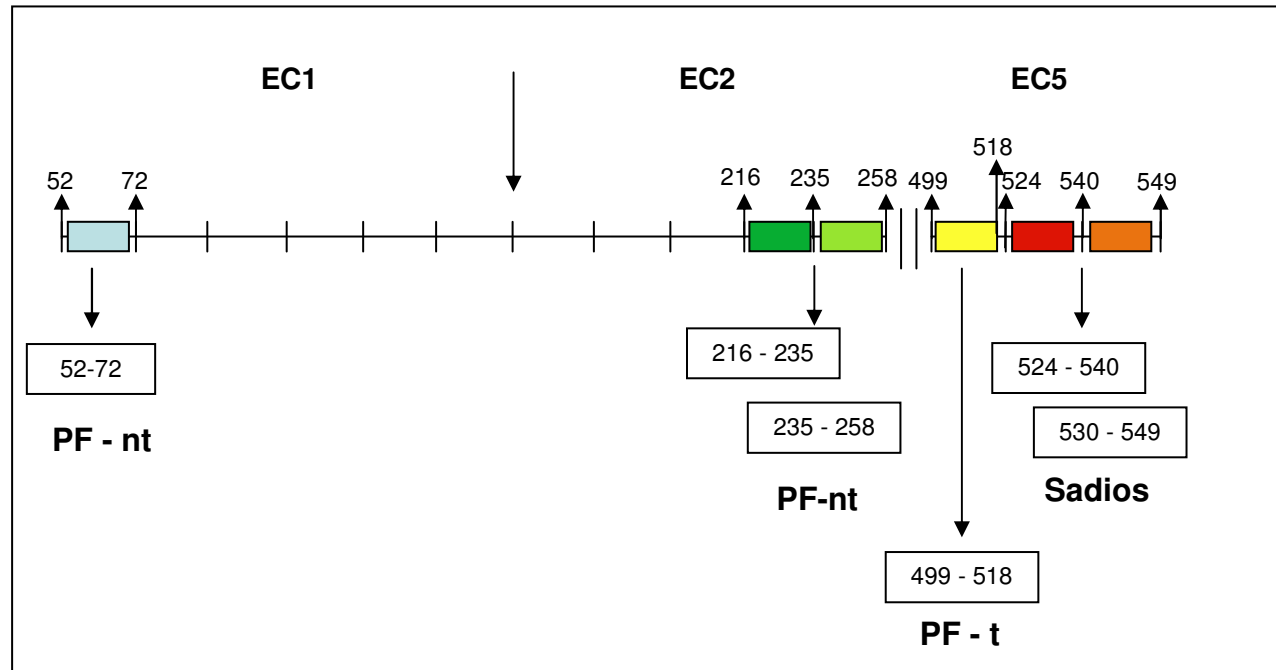 EC1 EC2 EC5
518
52 72 216 235 258 499 524 540 549
216 - 235
524 - 540
52-72
235 - 258
530 - 549
PF - nt
Sadios
PF-nt
499 - 518
PF - t